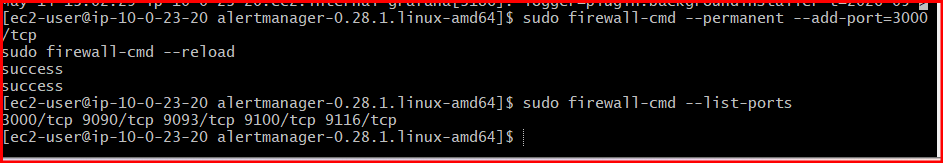 [ec2-user@ip-10-0-23-20 alertmanager-0.28.1.linux-amd64]$ sudo firewall-cmd --permanent --add-port=3000
/tcp
sudo firewall-cmd --reload
success
success
[ec2-user@ip-10-0-23-20 alertmanager-0.28.1.linux-amd64]$ sudo firewall-cmd --list-ports
3000/tcp 9090/tcp 9093/tcp 9100/tcp 9116/tcp
[ec2-user@ip-10-0-23-20 alertmanager-0.28.1.linux-amd64]$